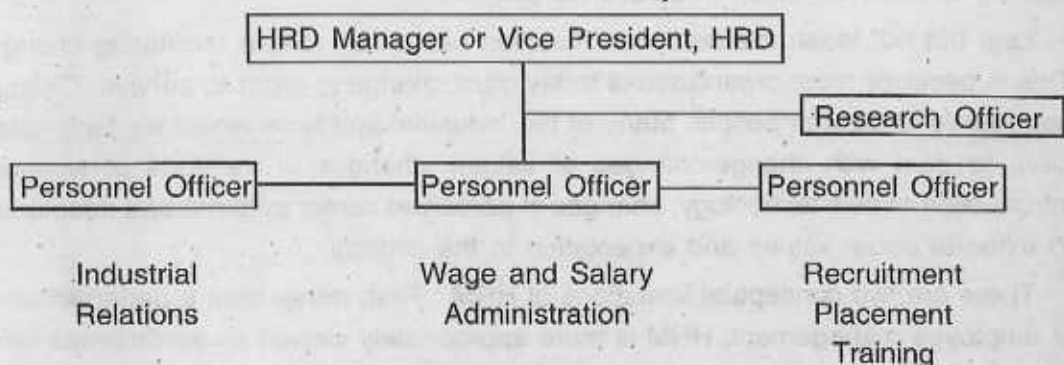 HRD Manager or Vice President, HRD
Research Officer
Personnel Officer Personnel Officer Personnel Officer
Industrial Wage and Salary Recruitment
Relations Administration Placement
Training